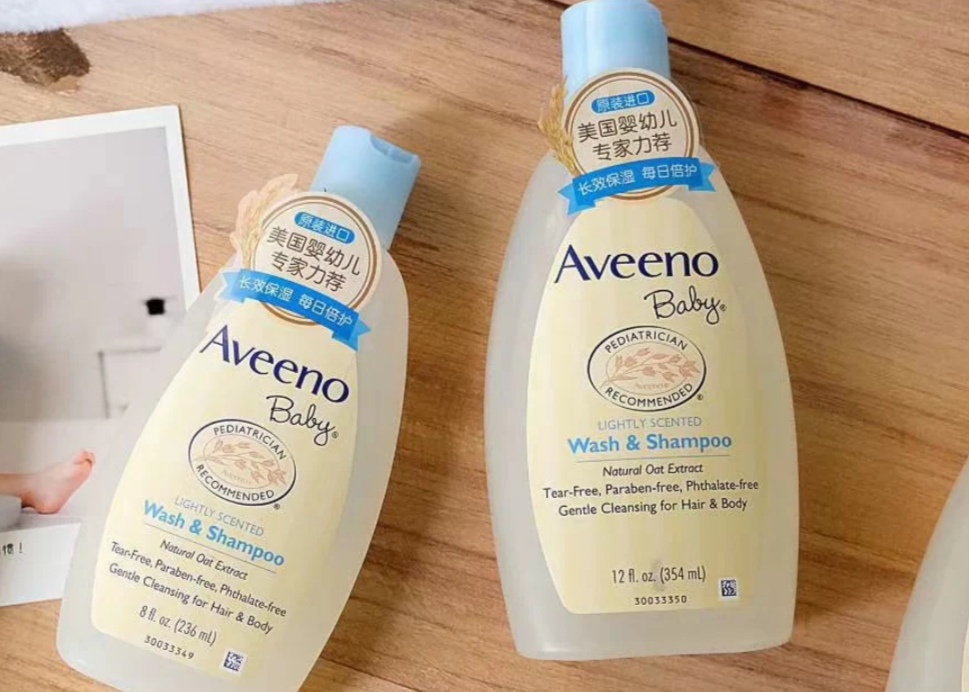 原装进口
美国婴幼儿
专家力荐
长效保湿 每日倍护
Aveeno
Baby®
PEDIATRICIAN
Aveeno
RECOMMENDED®
LIGHTLY SCENTED
Wash & Shampoo
Natural Oat Extract
Tear-Free, Paraben-free, Phthalate-free
Gentle Cleansing for Hair & Body
8 fl. oz. (236 mL)
30033349
原装进口
美国婴幼儿
专家力荐
长效保湿 每日倍护
Aveeno
Baby®
PEDIATRICIAN
Aveeno
RECOMMENDED®
LIGHTLY SCENTED
Wash & Shampoo
Natural Oat Extract
Tear-Free, Paraben-free, Phthalate-free
Gentle Cleansing for Hair & Body
12 fl. oz. (354 mL)
30033350